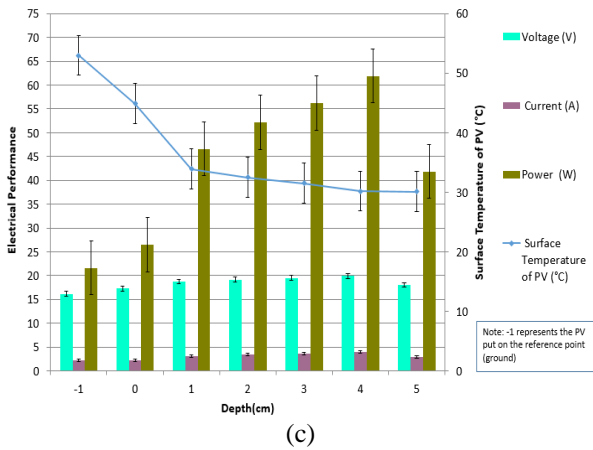 75
70
65
60
55
50
45
40
35
30
25
20
15
10
5
0
Electrical Performance
-1
0
1
2
3
4
5
Depth(cm)
60
50
40
30
20
10
0
Surface Temperature of PV (°C)
Voltage (V)
Current (A)
Power (W)
Surface
Temperature
of PV (°C)
Note: -1 represents the PV
put on the reference point
(ground)
(c)